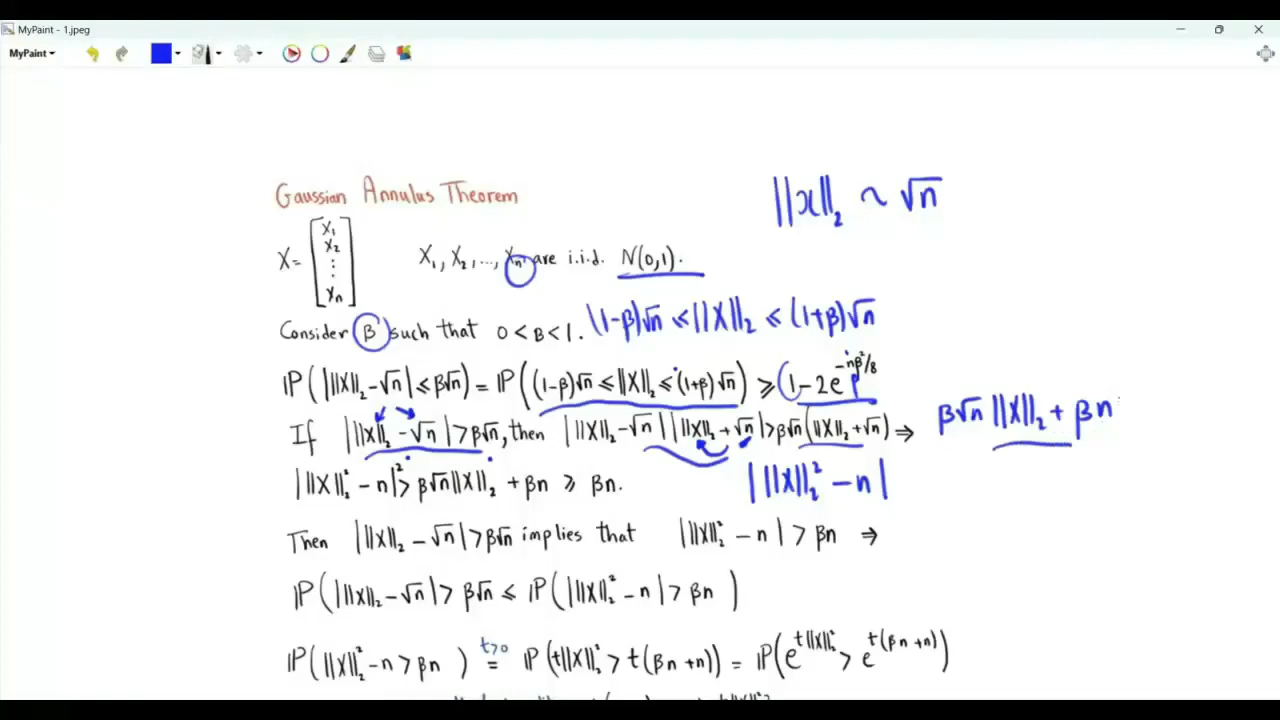 MyPaint - 1.jpeg
MyPaint
Gaussian Annulus Theorem
||x||₂ ~ √n
X = [X₁ X₂ ⋮ Xₙ] X₁, X₂, ..., Xₙ are i.i.d. N(0,1).
Consider β such that 0 < β < 1. (1-β)√n ≤ ||X||₂ ≤ (1+β)√n
ℙ(| ||X||₂ - √n | ≤ β√n) = ℙ((1-β)√n ≤ ||X||₂ ≤ (1+β)√n) ≥ 1 - 2e^{-nβ²/8}
If | ||X||₂ - √n | > β√n, then | ||X||₂ - √n | | ||X||₂ + √n | > β√n(||X||₂ + √n) ⇒
β√n ||X||₂ + βn
| ||X||₂² - n | > β√n ||X||₂ + βn ≥ βn.
| ||X||₂² - n |
Then | ||X||₂ - √n | > β√n implies that | ||X||₂² - n | > βn ⇒
ℙ(| ||X||₂ - √n | > β√n ≤ ℙ(| ||X||₂² - n | > βn )
ℙ( ||X||₂² - n > βn ) t>0 = ℙ(t||X||₂² > t(βn+n)) = ℙ(e^{t||X||₂²} > e^{t(βn+n)})